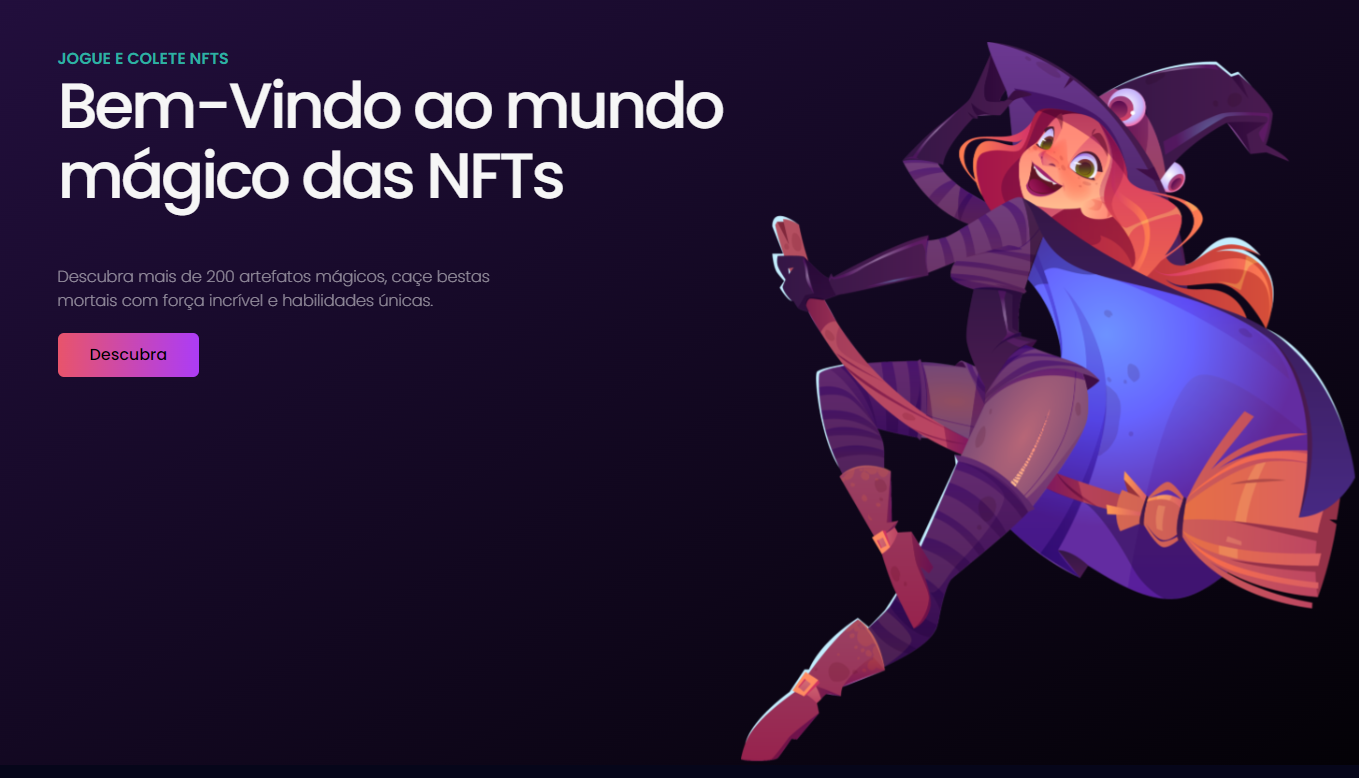 JOGUE E COLETE NFTS
Bem-Vindo ao mundo
mágico das NFTs
Descubra mais de 200 artefatos mágicos, caçe bestas
mortais com força incrível e habilidades únicas.
Descubra